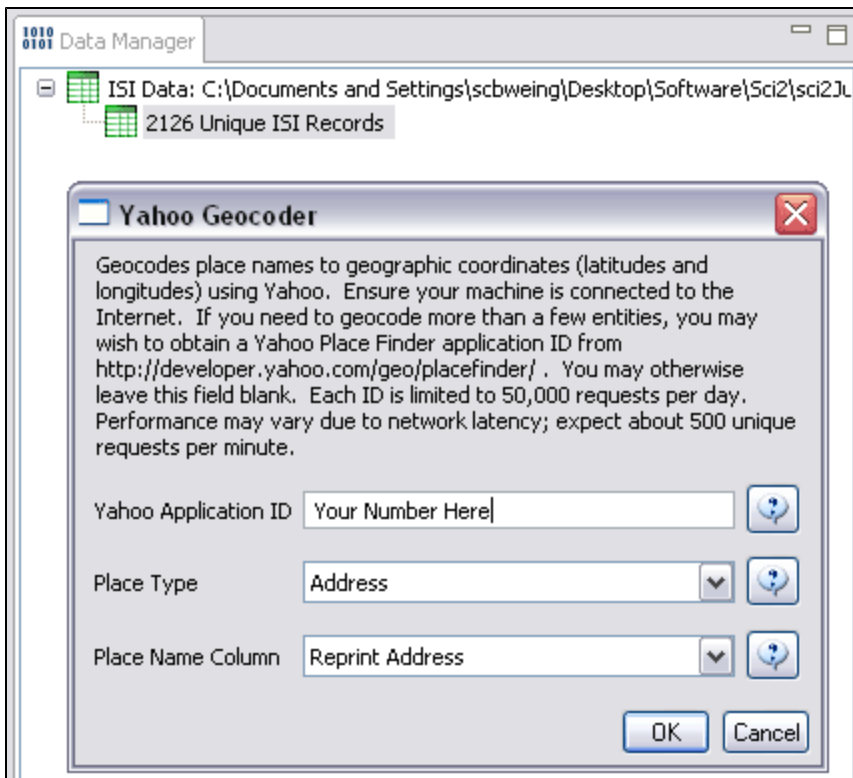 1010
0101 Data Manager
ISI Data: C:\Documents and Settings\scbweing\Desktop\Software\Sci2\sci2Ju
2126 Unique ISI Records
Yahoo Geocoder
Geocodes place names to geographic coordinates (latitudes and
longitudes) using Yahoo. Ensure your machine is connected to the
Internet. If you need to geocode more than a few entities, you may
wish to obtain a Yahoo Place Finder application ID from
http://developer.yahoo.com/geo/placefinder/ . You may otherwise
leave this field blank. Each ID is limited to 50,000 requests per day.
Performance may vary due to network latency; expect about 500 unique
requests per minute.
Yahoo Application ID Your Number Here
Place Type Address
Place Name Column Reprint Address
OK Cancel